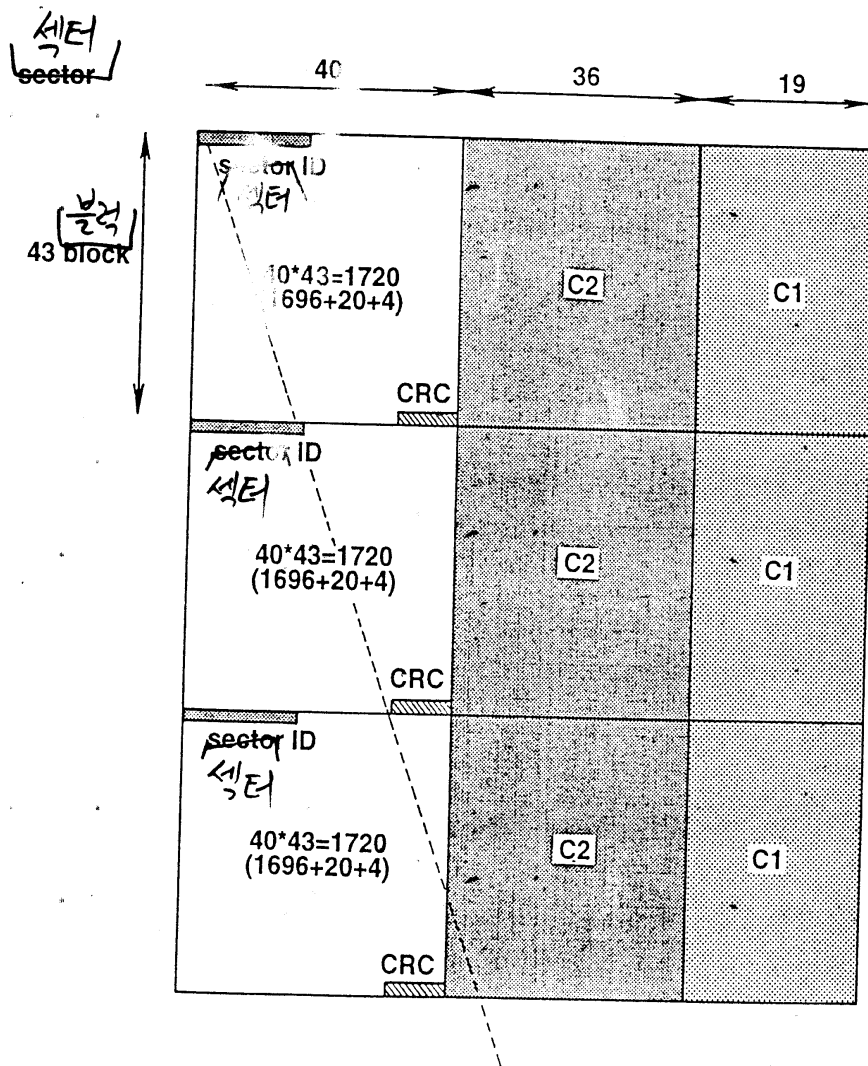 섹터
sector
40 36 19
sector ID
섹터
블럭
43 block
40*43=1720
(1696+20+4)
C2
C1
CRC
sector ID
섹터
40*43=1720
(1696+20+4)
C2
C1
CRC
sector ID
섹터
40*43=1720
(1696+20+4)
C2
C1
CRC